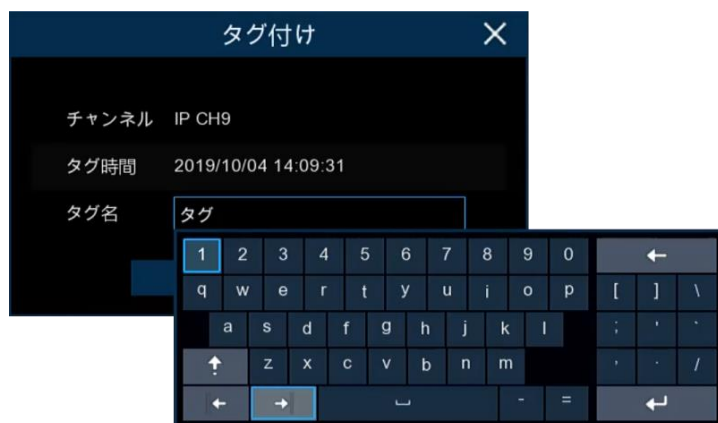 タグ付け
チャンネル IP CH9
タグ時間 2019/10/04 14:09:31
タグ名 タグ
1 2 3 4 5 6 7 8 9 0
q w e r t y u i o p [ ] \
a s d f g h j k l ; ' `
z x c v b n m , . /
- =